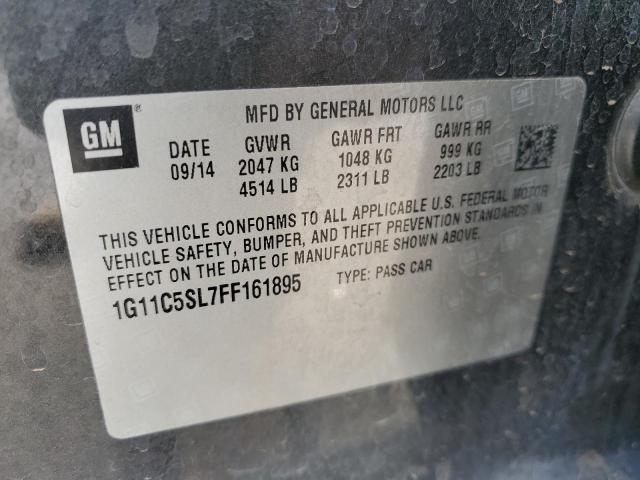 GM
®
MFD BY GENERAL MOTORS LLC
DATE GVWR GAWR FRT GAWR RR
09/14 2047 KG 1048 KG 999 KG
4514 LB 2311 LB 2203 LB
THIS VEHICLE CONFORMS TO ALL APPLICABLE U.S. FEDERAL MOTOR
VEHICLE SAFETY, BUMPER, AND THEFT PREVENTION STANDARDS IN
EFFECT ON THE DATE OF MANUFACTURE SHOWN ABOVE.
1G11C5SL7FF161895 TYPE: PASS CAR